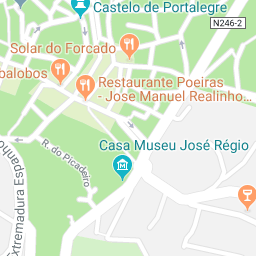 Castelo de Portalegre
N246-2
Solar do Forcado
balobos
Restaurante Poeiras
- Jose Manuel Realinho…
Casa Museu José Régio
R. do Picadeiro
Extremadura Espanho